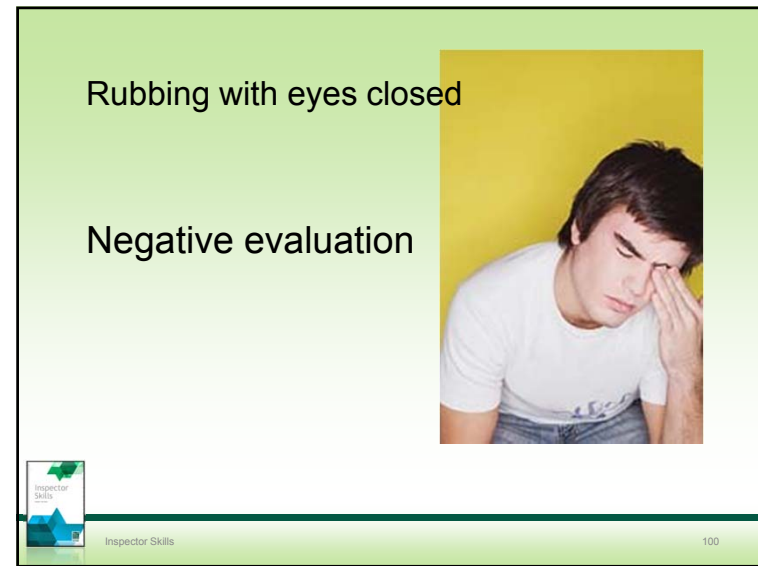 Rubbing with eyes closed
Negative evaluation
Inspector
Skills
Inspector Skills
100